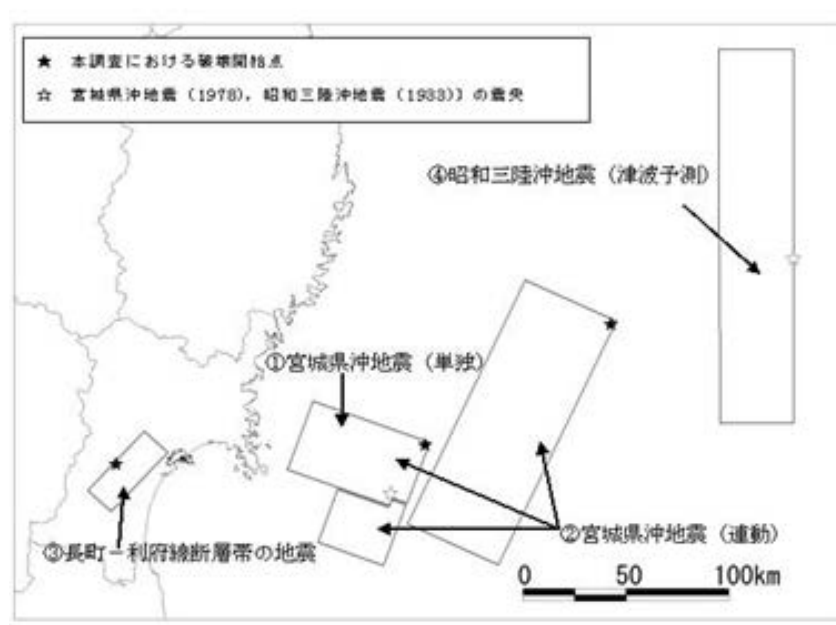 ★ 本調査における破壊開始点
☆ 宮城県沖地震（1978），昭和三陸沖地震（1933）〕の震央
④昭和三陸沖地震（津波予測）
①宮城県沖地震（単独）
②宮城県沖地震（連動）
③長町－利府線断層帯の地震
0 50 100km